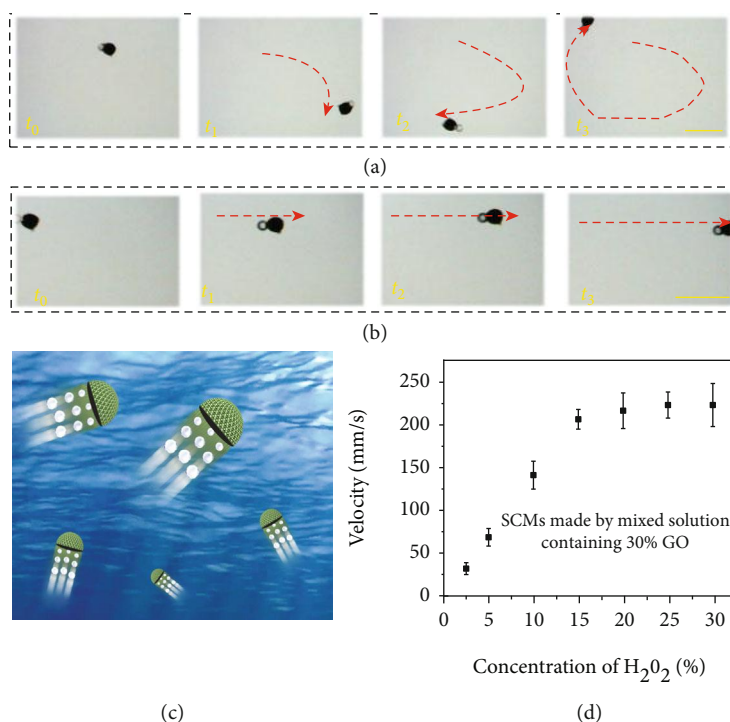 t0
t1
t2
t3
(a)
t0
t1
t2
t3
(b)
250
200
150
100
50
0
Velocity (mm/s)
SCMs made by mixed solution
containing 30% GO
0 5 10 15 20 25 30
Concentration of H202 (%)
(c) (d)